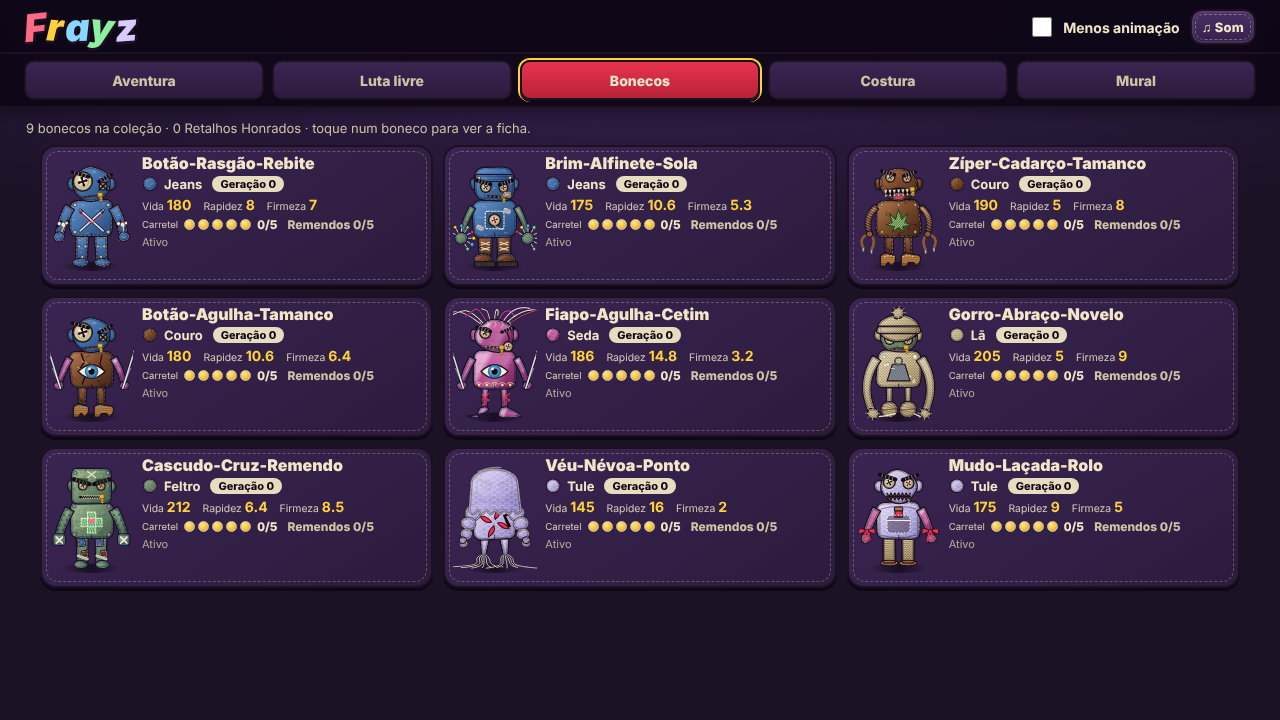 Frayz
Menos animação
♫ Som
Aventura
Luta livre
Bonecos
Costura
Mural
9 bonecos na coleção · 0 Retalhos Honrados · toque num boneco para ver a ficha.
Botão-Rasgão-Rebite
Jeans Geração 0
Vida 180 Rapidez 8 Firmeza 7
Carretel 0/5 Remendos 0/5
Ativo
Brim-Alfinete-Sola
Jeans Geração 0
Vida 175 Rapidez 10.6 Firmeza 5.3
Carretel 0/5 Remendos 0/5
Ativo
Zíper-Cadarço-Tamanco
Couro Geração 0
Vida 190 Rapidez 5 Firmeza 8
Carretel 0/5 Remendos 0/5
Ativo
Botão-Agulha-Tamanco
Couro Geração 0
Vida 180 Rapidez 10.6 Firmeza 6.4
Carretel 0/5 Remendos 0/5
Ativo
Fiapo-Agulha-Cetim
Seda Geração 0
Vida 186 Rapidez 14.8 Firmeza 3.2
Carretel 0/5 Remendos 0/5
Ativo
Gorro-Abraço-Novelo
Lã Geração 0
Vida 205 Rapidez 5 Firmeza 9
Carretel 0/5 Remendos 0/5
Ativo
Cascudo-Cruz-Remendo
Feltro Geração 0
Vida 212 Rapidez 6.4 Firmeza 8.5
Carretel 0/5 Remendos 0/5
Ativo
Véu-Névoa-Ponto
Tule Geração 0
Vida 145 Rapidez 16 Firmeza 2
Carretel 0/5 Remendos 0/5
Ativo
Mudo-Laçada-Rolo
Tule Geração 0
Vida 175 Rapidez 9 Firmeza 5
Carretel 0/5 Remendos 0/5
Ativo